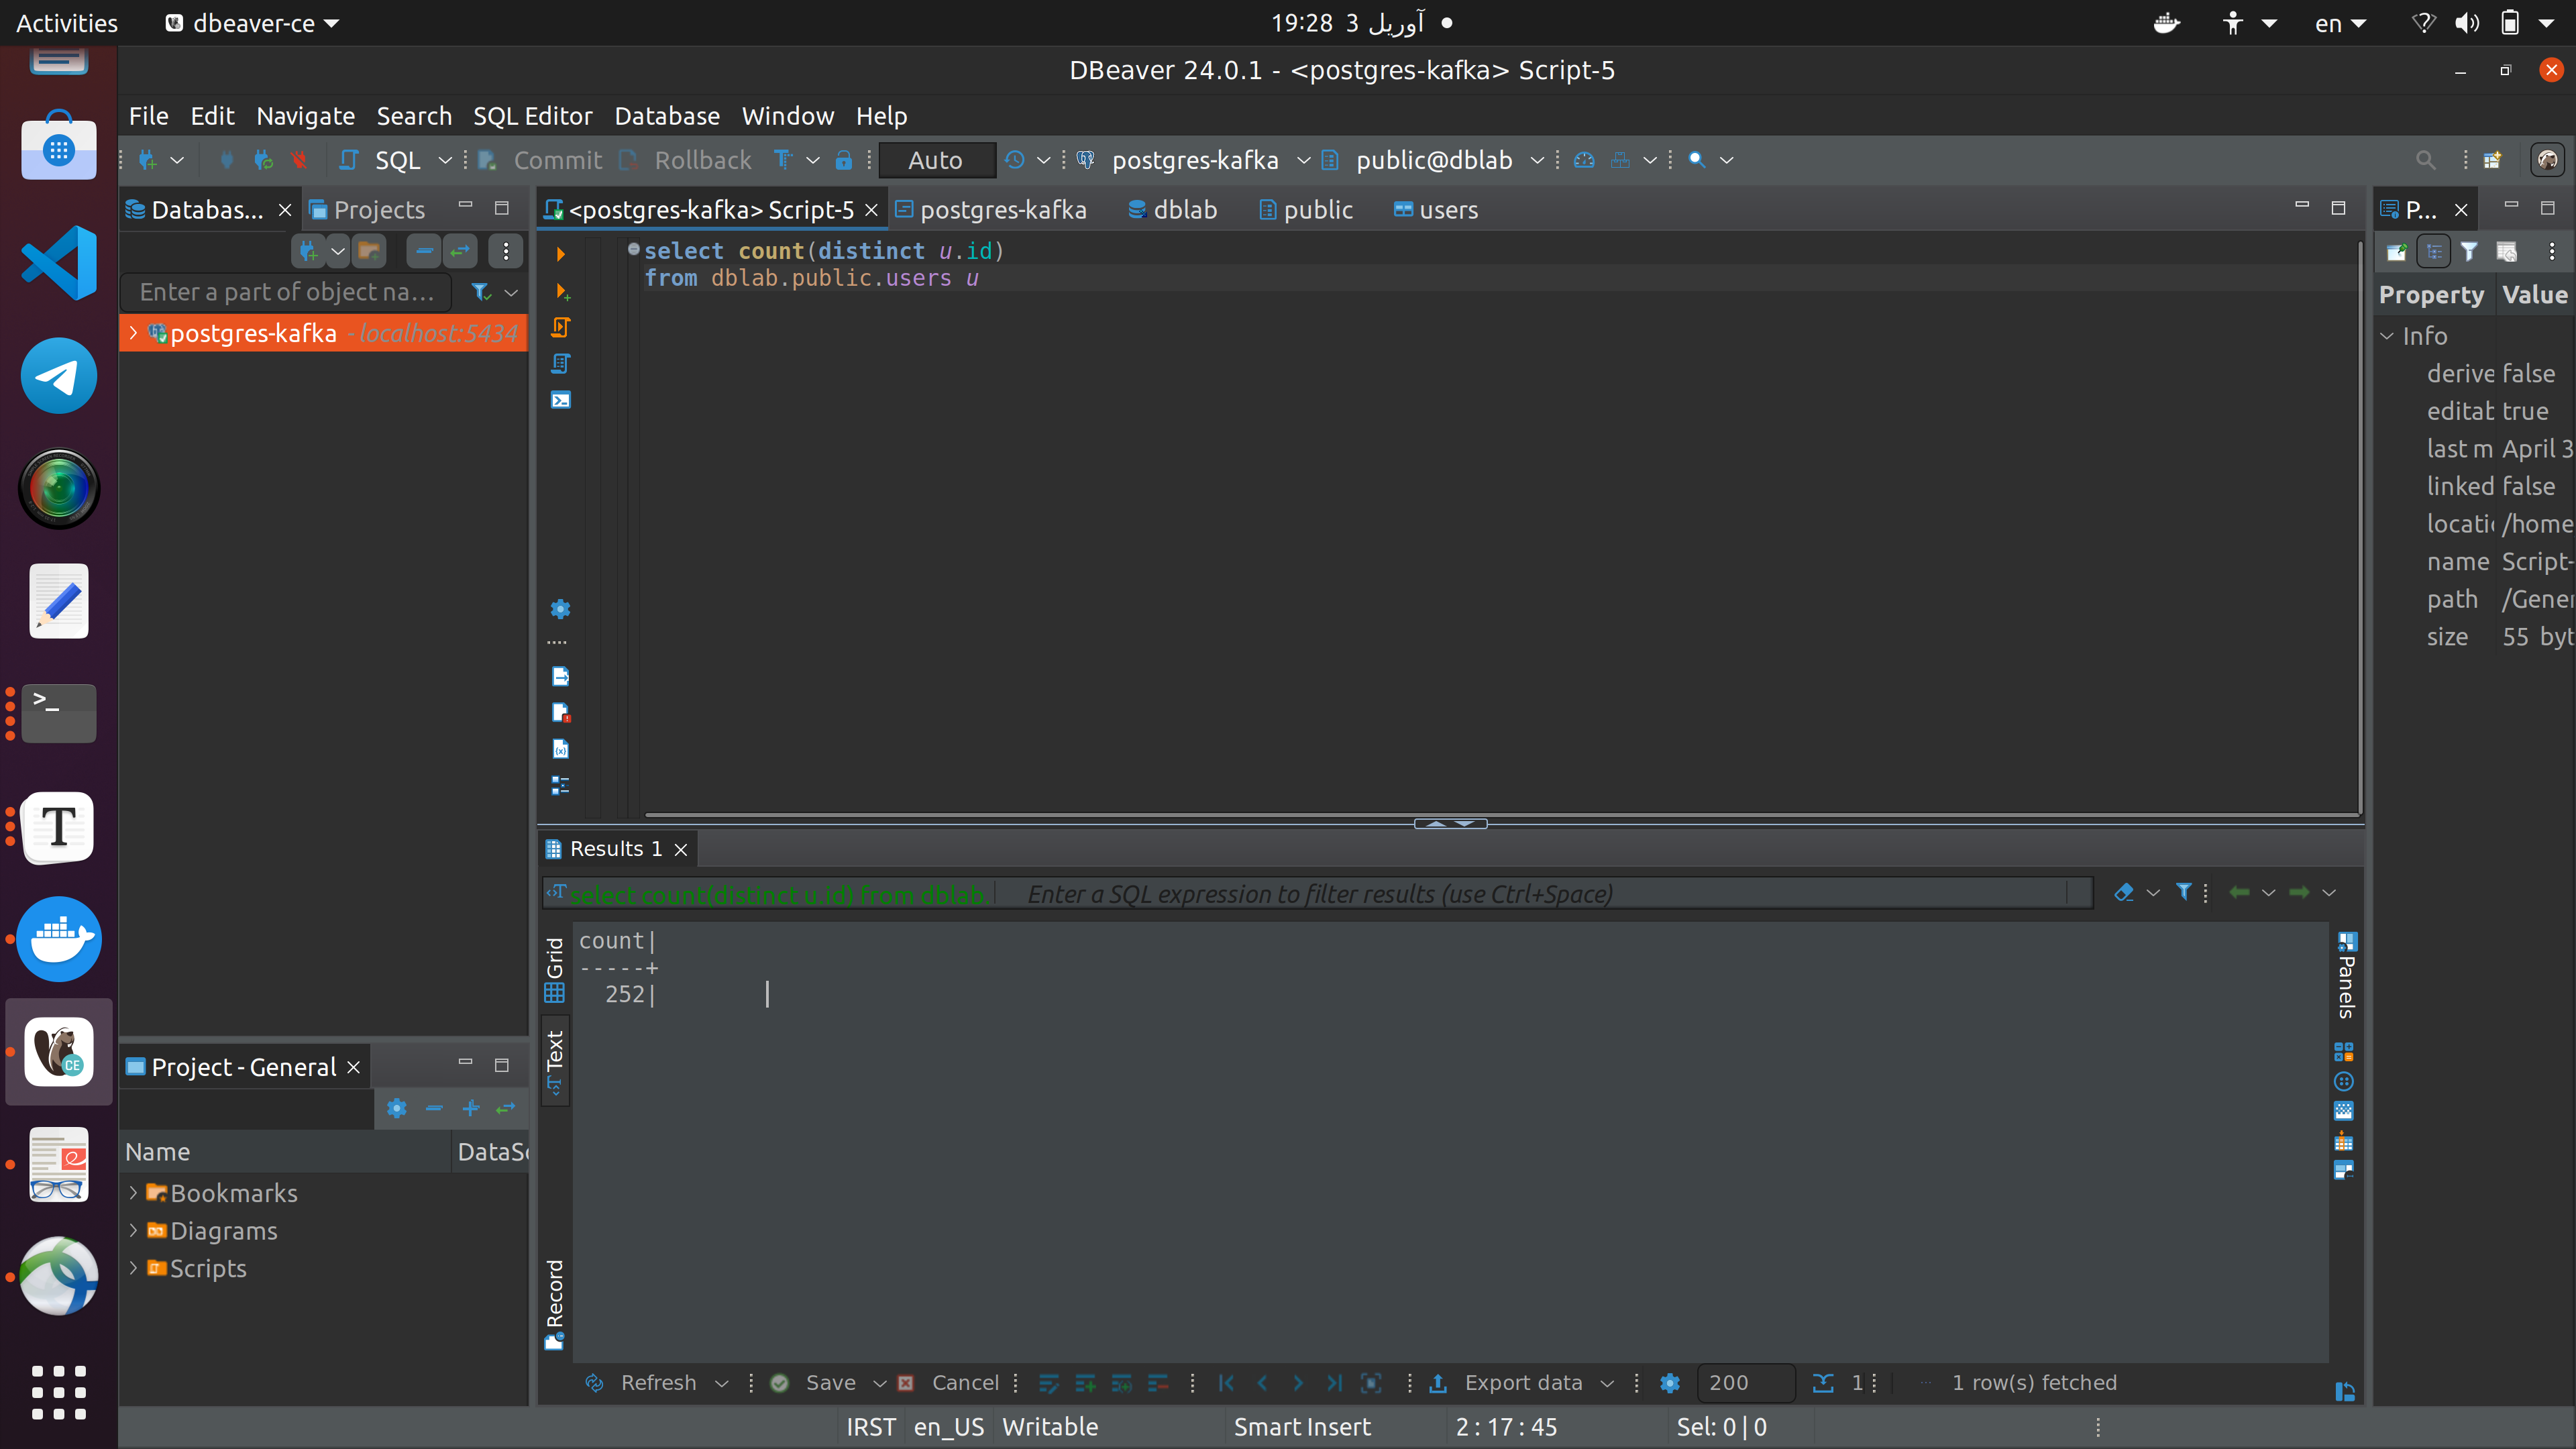 Activities
dbeaver-ce
19:28 3 آوریل
en
DBeaver 24.0.1 - <postgres-kafka> Script-5
File Edit Navigate Search SQL Editor Database Window Help
SQL Commit Rollback Auto postgres-kafka public@dblab
Databas... Projects
Enter a part of object na...
postgres-kafka - localhost:5434
<postgres-kafka> Script-5 postgres-kafka dblab public users
select count(distinct u.id)
from dblab.public.users u
P...
Property Value
Info
derive false
editab true
last m April 3
linked false
locatio /home
name Script-
path /Gener
size 55 byt
Results 1
select count(distinct u.id) from dblab. Enter a SQL expression to filter results (use Ctrl+Space)
Grid
Text
Record
count|
-----+
252|
Panels
Project - General
Name DataSo
Bookmarks
Diagrams
Scripts
Refresh Save Cancel Export data 200 1 1 row(s) fetched
IRST en_US Writable Smart Insert 2 : 17 : 45 Sel: 0 | 0
>_
T
CE